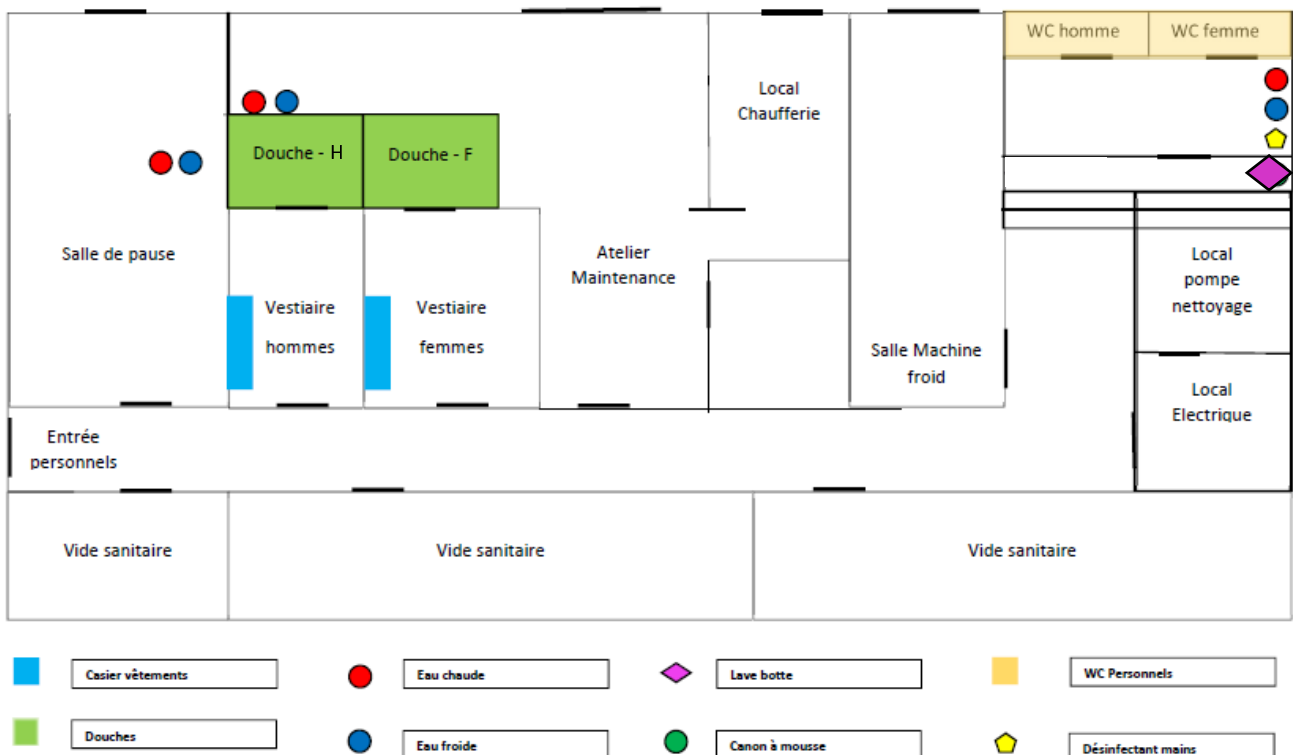 WC homme
WC femme
Local
Chaufferie
Douche - H
Douche - F
Salle de pause
Atelier
Maintenance
Local
pompe
nettoyage
Vestiaire
hommes
Vestiaire
femmes
Salle Machine
froid
Local
Electrique
Entrée
personnels
Vide sanitaire
Vide sanitaire
Vide sanitaire
Casier vêtements
Eau chaude
Lave botte
WC Personnels
Douches
Eau froide
Canon à mousse
Désinfectant mains